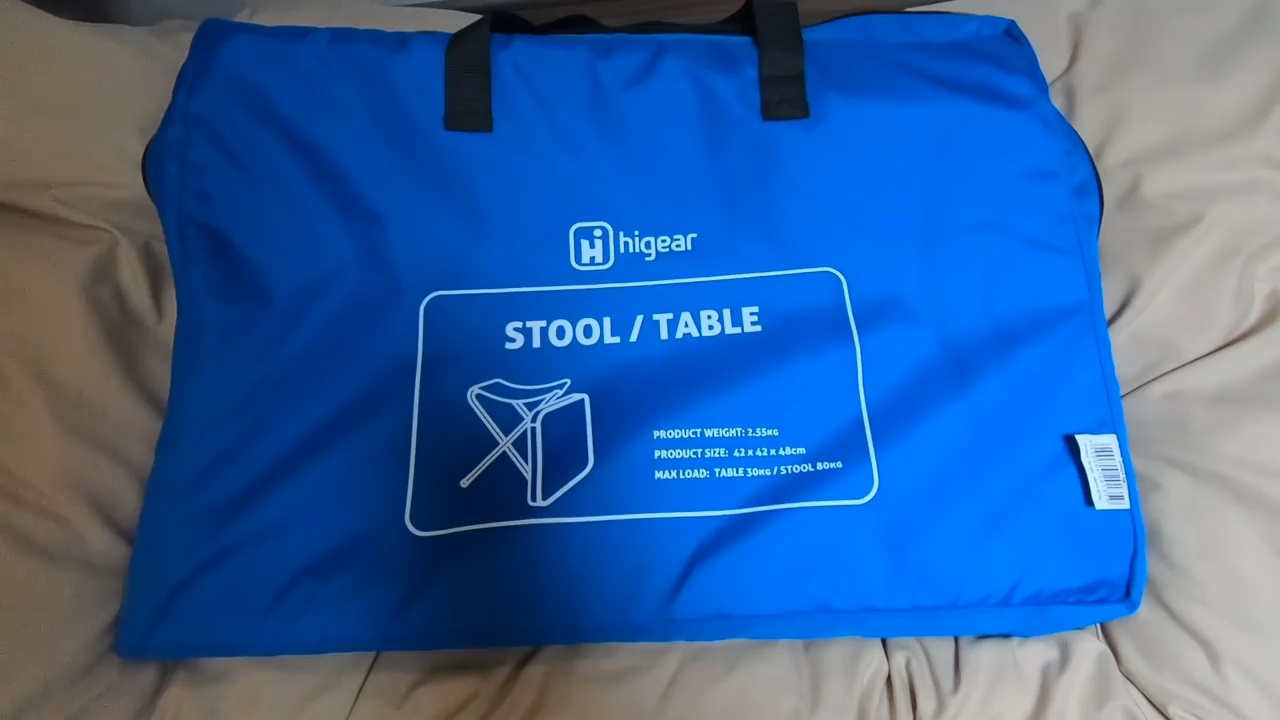 higear
STOOL / TABLE
PRODUCT WEIGHT: 2.55KG
PRODUCT SIZE: 42 x 42 x 48cm
MAX LOAD: TABLE 30KG / STOOL 80KG